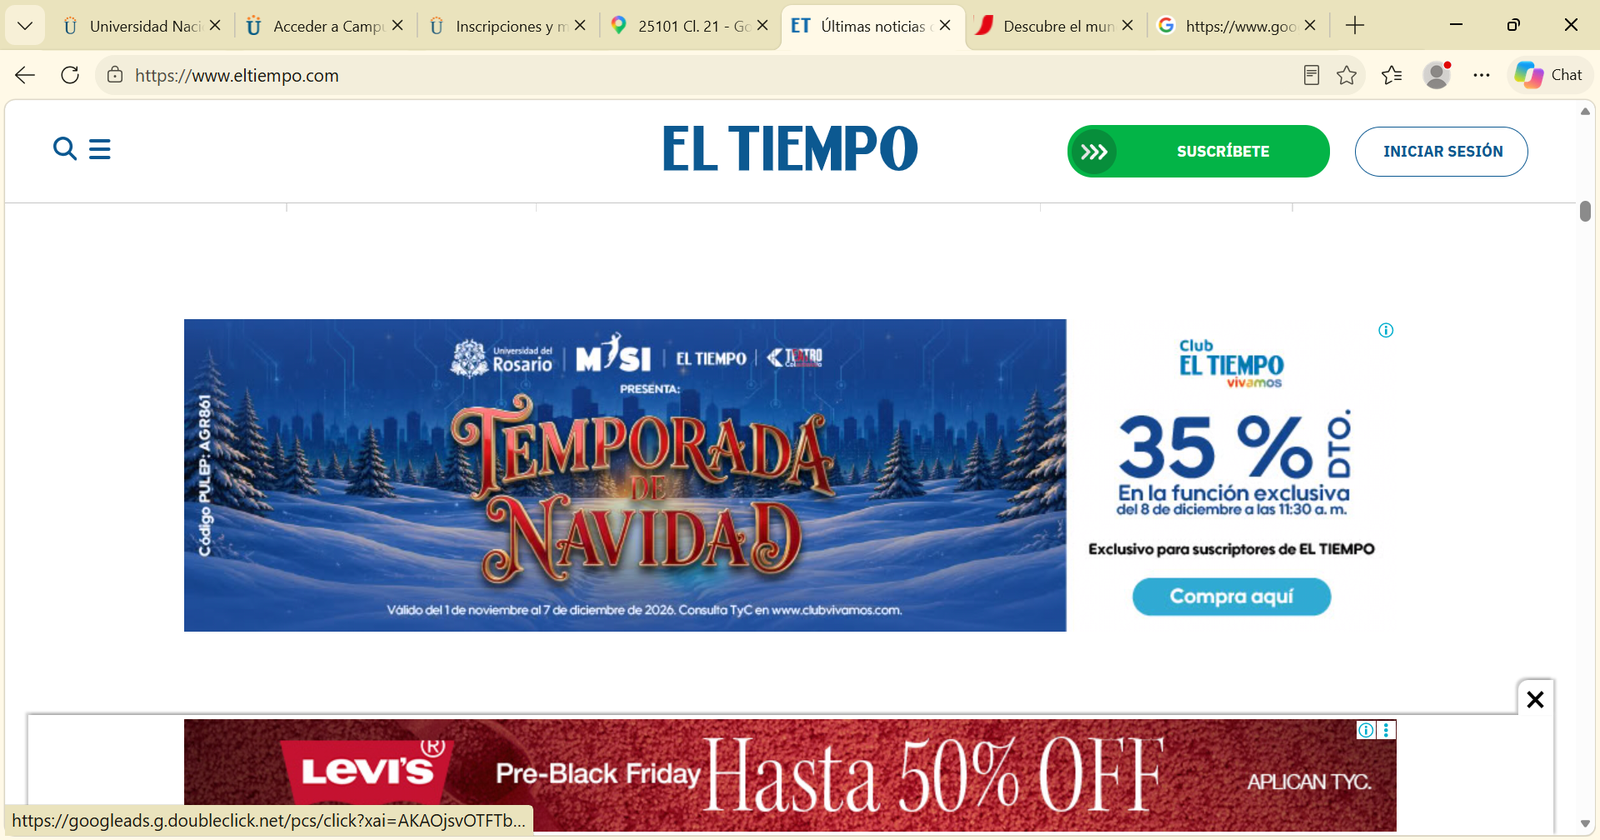 Universidad Naci
Acceder a Campu
Inscripciones y m
25101 Cl. 21 - Go
ET Últimas noticias d
Descubre el mun
https://www.goo
https://www.eltiempo.com
Chat
EL TIEMPO
SUSCRÍBETE
INICIAR SESIÓN
Universidad del
Rosario
MISI
EL TIEMPO
TEATRO
PRESENTA:
TEMPORADA
DE
NAVIDAD
Código PULEP: AGR861
Válido del 1 de noviembre al 7 de diciembre de 2026. Consulta TyC en www.clubvivamos.com.
Club
EL TIEMPO
vivamos
35 % DTO.
En la función exclusiva
del 8 de diciembre a las 11:30 a. m.
Exclusivo para suscriptores de EL TIEMPO
Compra aquí
LEVI'S ®
Pre-Black Friday
Hasta 50% OFF
APLICAN TYC.
https://googleads.g.doubleclick.net/pcs/click?xai=AKAOjsvOTFTb...